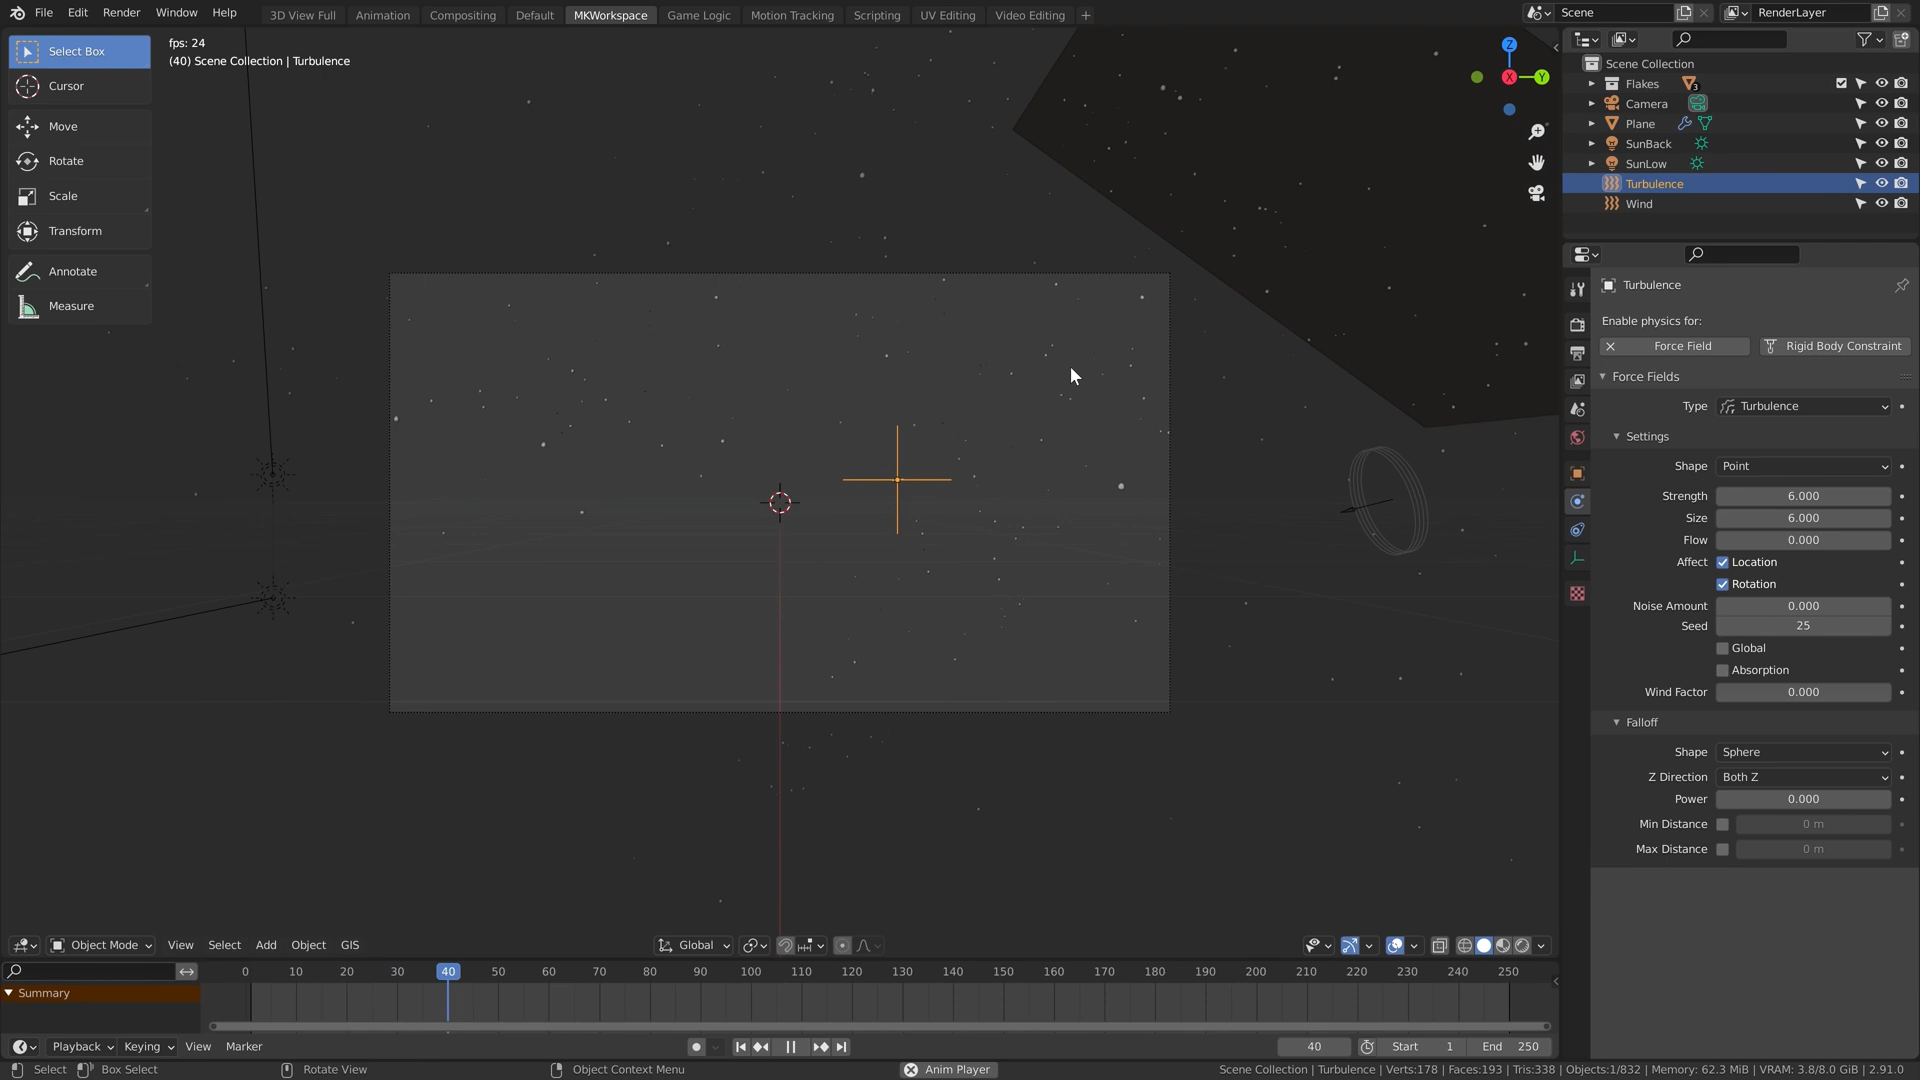 File Edit Render Window Help
3D View Full Animation Compositing Default MKWorkspace Game Logic Motion Tracking Scripting UV Editing Video Editing +
Scene
RenderLayer
Select Box
Cursor
Move
Rotate
Scale
Transform
Annotate
Measure
fps: 24
(40) Scene Collection | Turbulence
Z
X
Y
Scene Collection
Flakes 3
Camera
Plane
SunBack
SunLow
Turbulence
Wind
Turbulence
Enable physics for:
Force Field Rigid Body Constraint
Force Fields
Type Turbulence
Settings
Shape Point
Strength 6.000
Size 6.000
Flow 0.000
Affect Location
Rotation
Noise Amount 0.000
Seed 25
Global
Absorption
Wind Factor 0.000
Falloff
Shape Sphere
Z Direction Both Z
Power 0.000
Min Distance 0 m
Max Distance 0 m
Object Mode View Select Add Object GIS Global
0 10 20 30 40 50 60 70 80 90 100 110 120 130 140 150 160 170 180 190 200 210 220 230 240 250
Summary
Playback Keying View Marker 40 Start 1 End 250
Select Box Select Rotate View Object Context Menu Anim Player Scene Collection | Turbulence | Verts:178 | Faces:193 | Tris:338 | Objects:1/832 | Memory: 62.3 MiB | VRAM: 3.8/8.0 GiB | 2.91.0